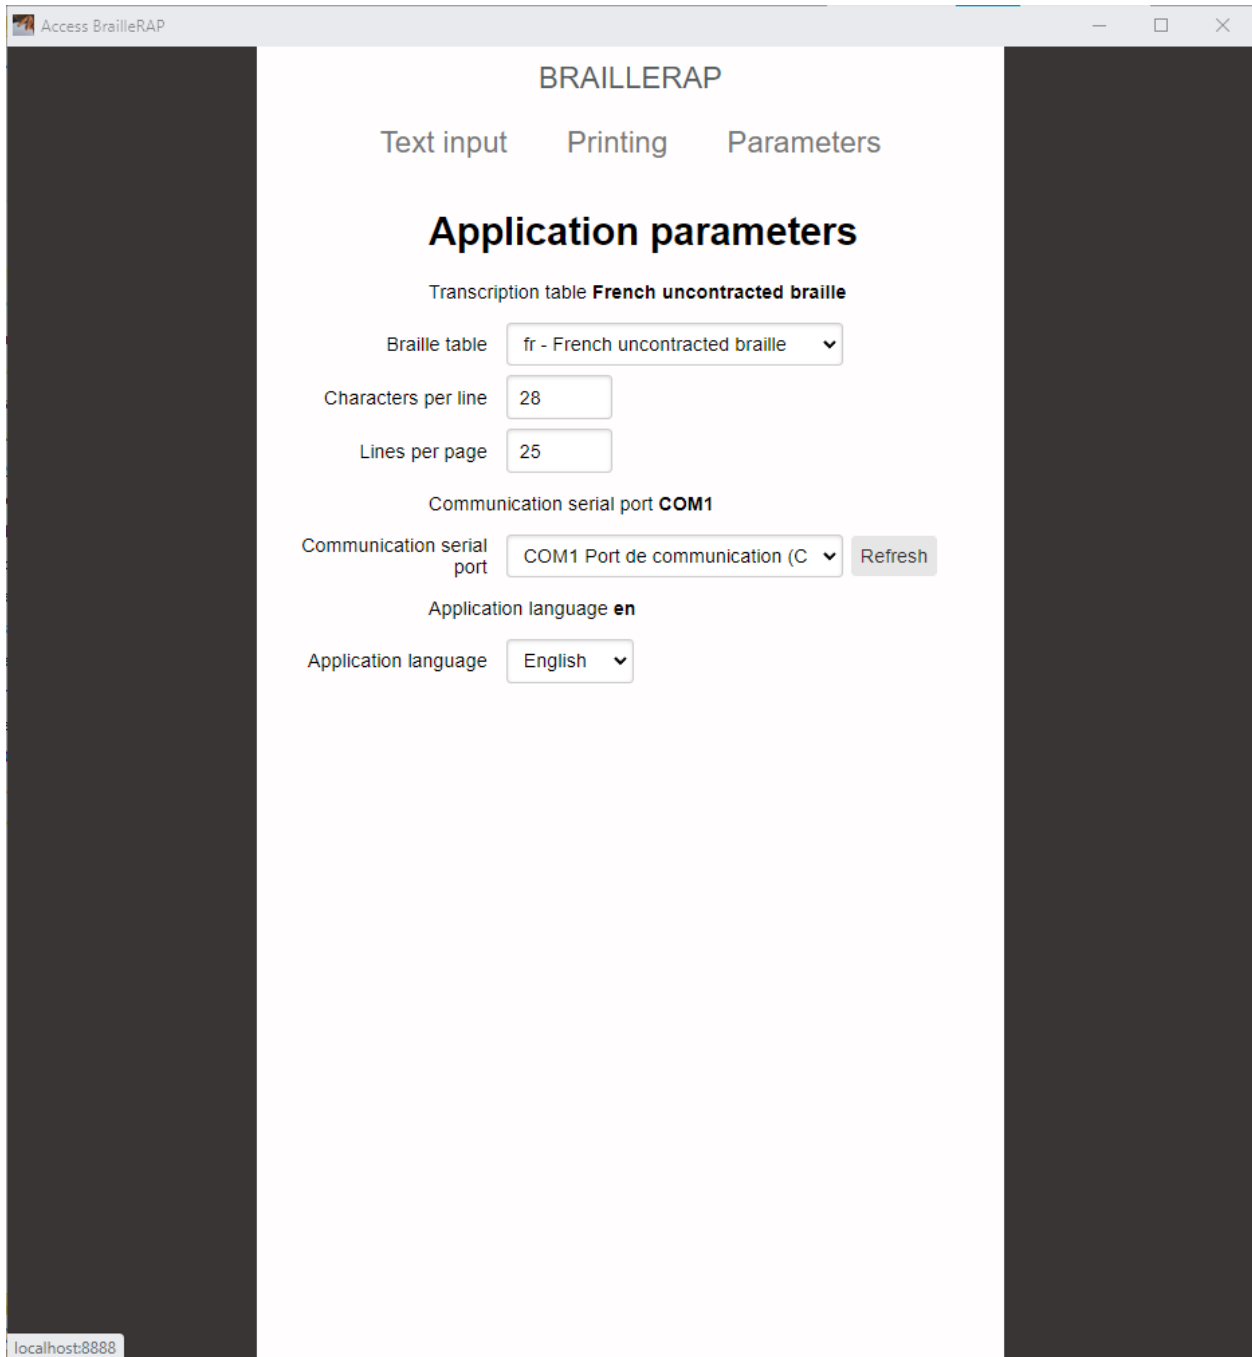 Access BrailleRAP
BRAILLERAP
Text input Printing Parameters
Application parameters
Transcription table French uncontracted braille
Braille table fr - French uncontracted braille
Characters per line 28
Lines per page 25
Communication serial port COM1
Communication serial
port COM1 Port de communication (C Refresh
Application language en
Application language English
localhost:8888